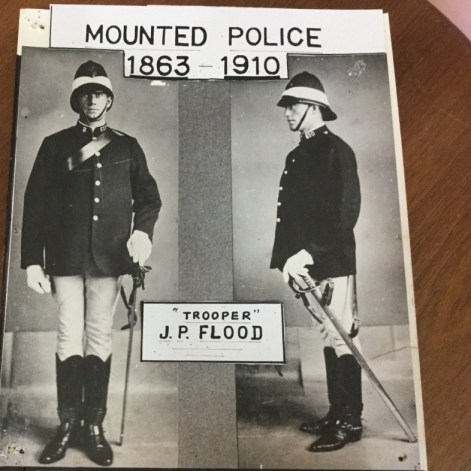 MOUNTED POLICE
1863 - 1910
"TROOPER"
J.P. FLOOD